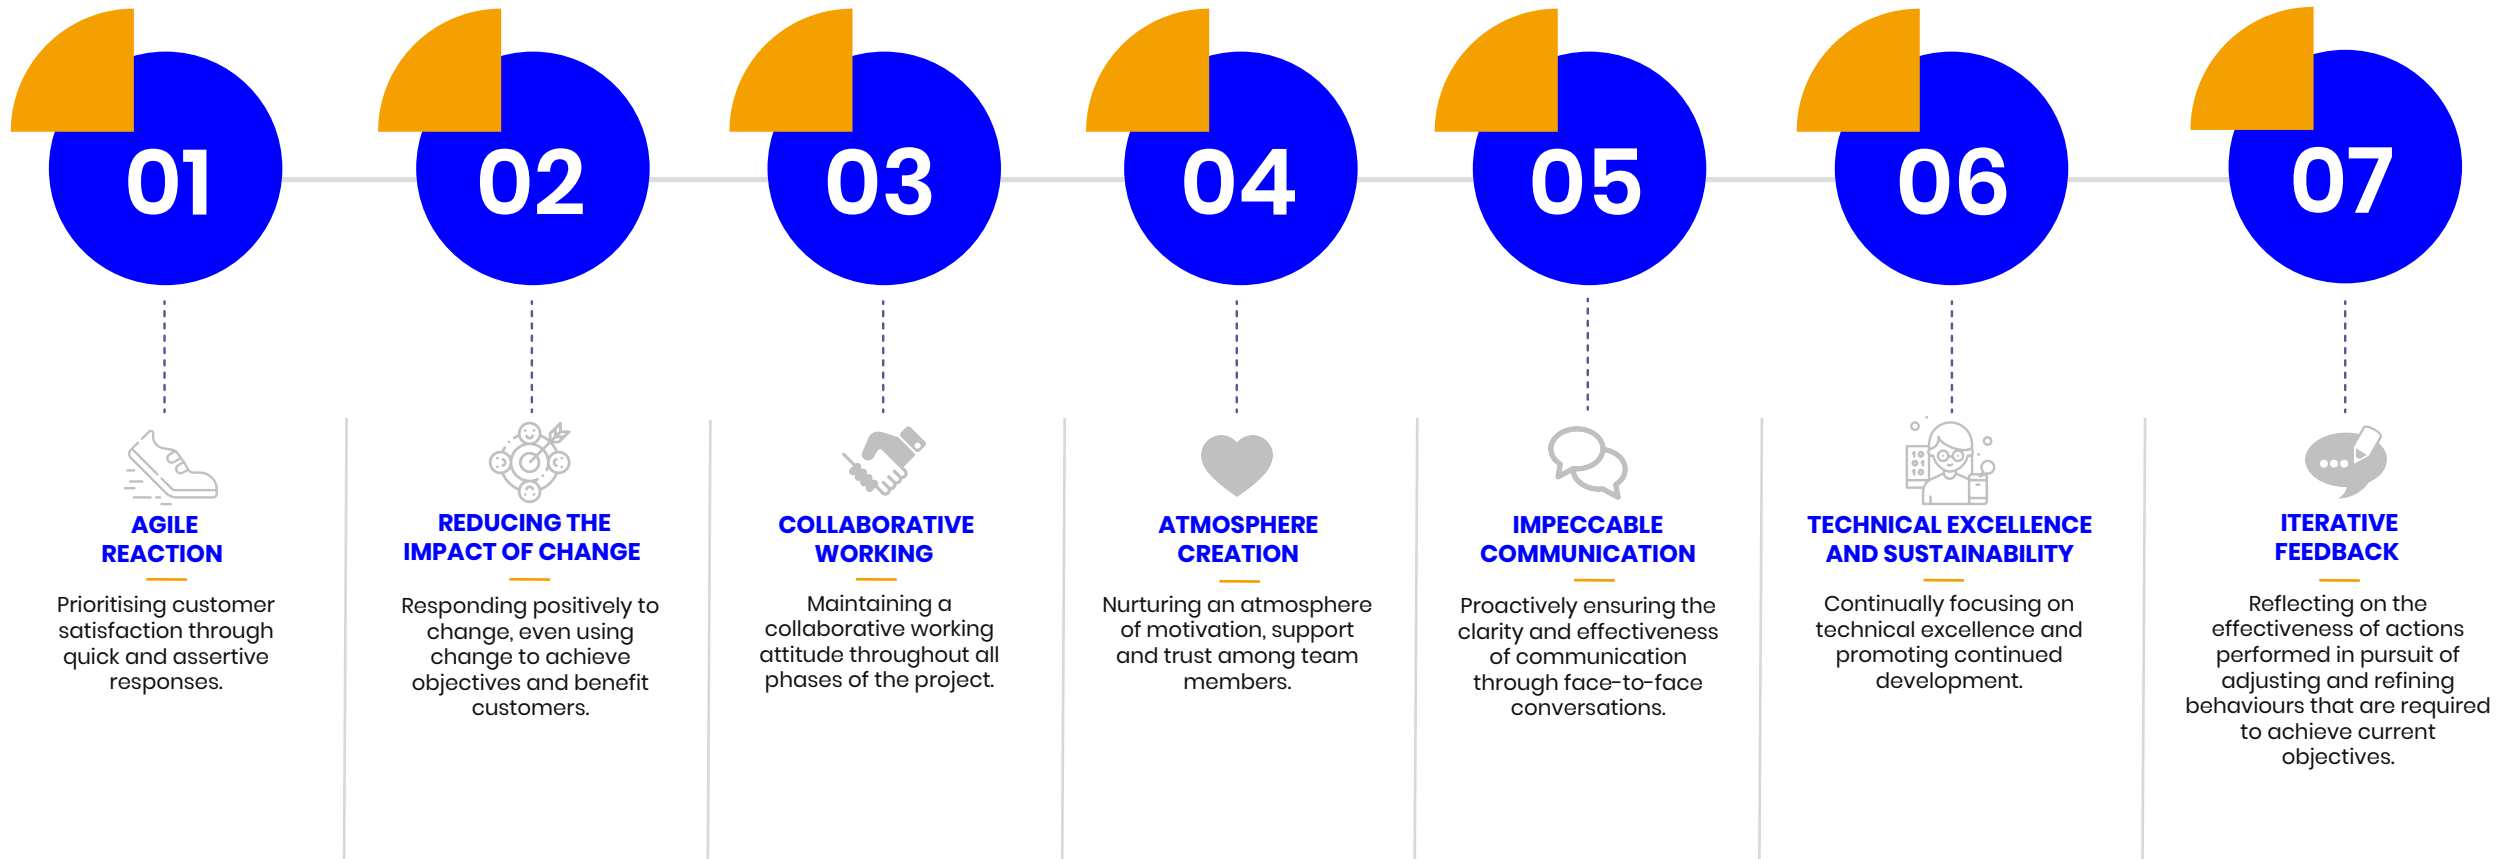 01
AGILE
REACTION
Prioritising customer
satisfaction through
quick and assertive
responses.
02
REDUCING THE
IMPACT OF CHANGE
Responding positively to
change, even using
change to achieve
objectives and benefit
customers.
03
COLLABORATIVE
WORKING
Maintaining a
collaborative working
attitude throughout all
phases of the project.
04
ATMOSPHERE
CREATION
Nurturing an atmosphere
of motivation, support
and trust among team
members.
05
IMPECCABLE
COMMUNICATION
Proactively ensuring the
clarity and effectiveness
of communication
through face-to-face
conversations.
06
TECHNICAL EXCELLENCE
AND SUSTAINABILITY
Continually focusing on
technical excellence and
promoting continued
development.
07
ITERATIVE
FEEDBACK
Reflecting on the
effectiveness of actions
performed in pursuit of
adjusting and refining
behaviours that are required
to achieve current
objectives.